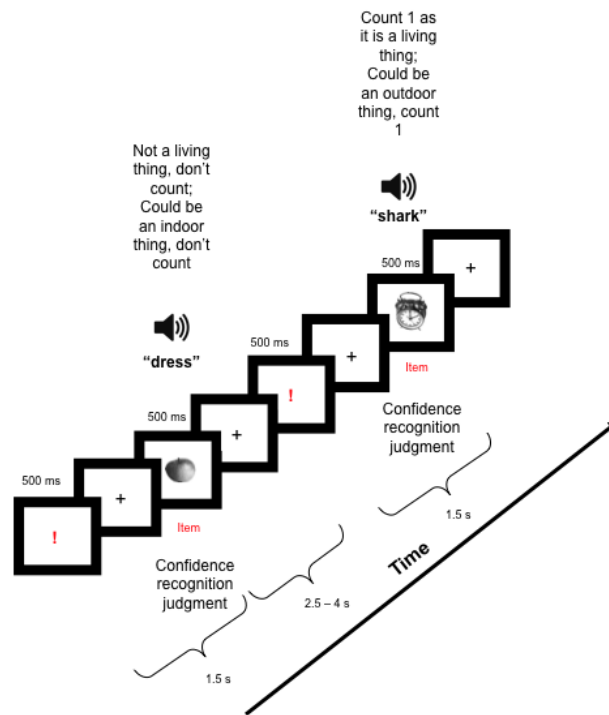 Count 1 as
it is a living
thing;
Could be
an outdoor
thing, count
1
Not a living
thing, don't
count;
Could be
an indoor
thing, don't
count
"shark"
500 ms
+
"dress"
500 ms
+
Item
500 ms
!
Confidence
recognition
judgment
500 ms
+
1.5 s
500 ms
+
Item
!
Time
Confidence
recognition
judgment
2.5 – 4 s
1.5 s